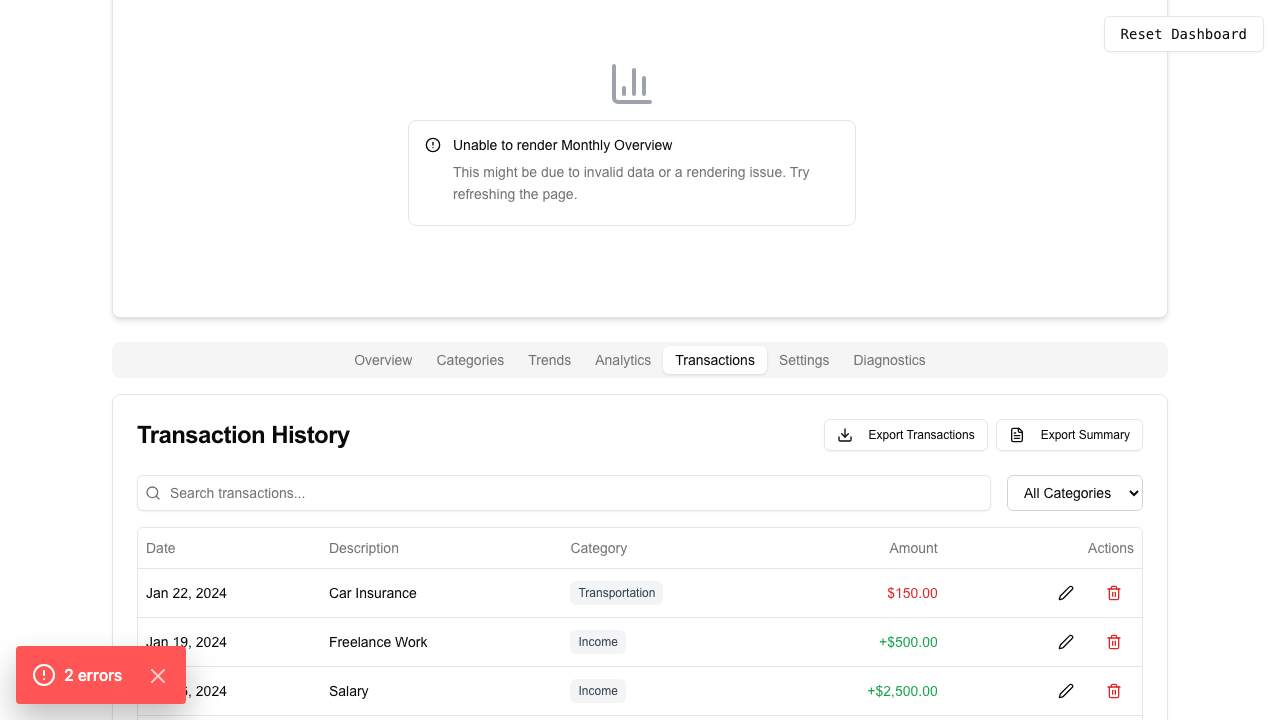 Reset Dashboard
Unable to render Monthly Overview
This might be due to invalid data or a rendering issue. Try
refreshing the page.
Overview Categories Trends Analytics Transactions Settings Diagnostics
Transaction History
Export Transactions Export Summary
Search transactions... All Categories
Date Description Category Amount Actions
Jan 22, 2024 Car Insurance Transportation $150.00
Jan 19, 2024 Freelance Work Income +$500.00
2024 Salary Income +$2,500.00
2 errors